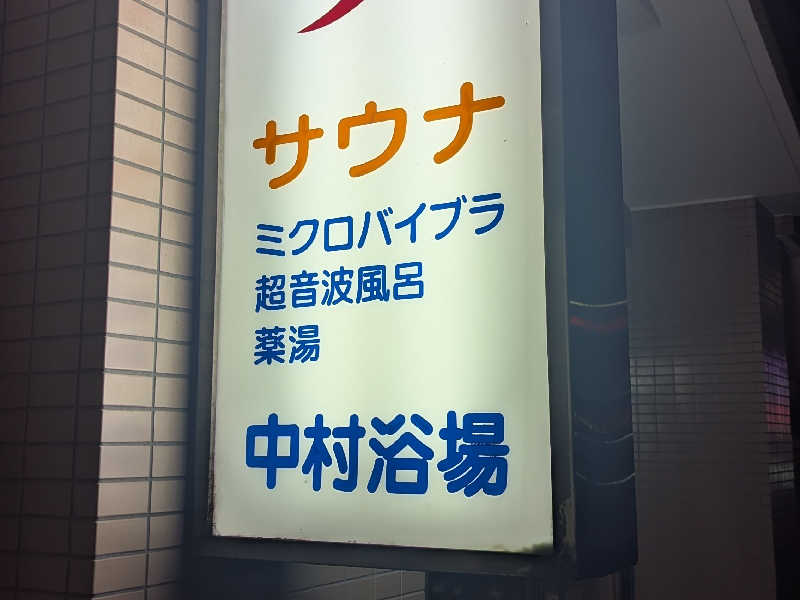 サウナ
ミクロバイブラ
超音波風呂
薬湯
中村浴場